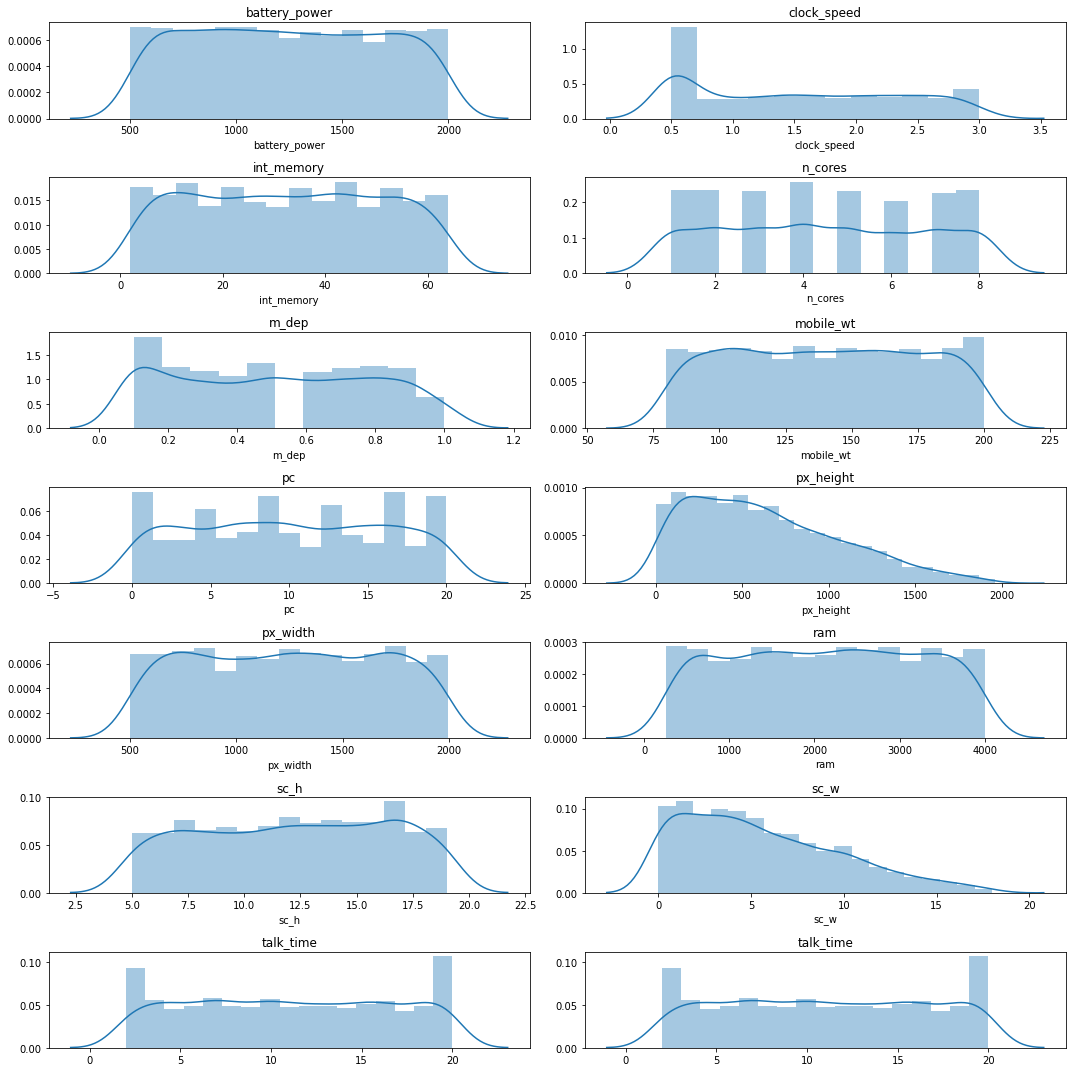 battery_power
0.0006
0.0004
0.0002
0.0000
500 1000 1500 2000
battery_power
clock_speed
1.0
0.5
0.0
0.0 0.5 1.0 1.5 2.0 2.5 3.0 3.5
clock_speed
int_memory
0.015
0.010
0.005
0.000
0 20 40 60
int_memory
n_cores
0.2
0.1
0.0
0 2 4 6 8
n_cores
m_dep
1.5
1.0
0.5
0.0
0.0 0.2 0.4 0.6 0.8 1.0 1.2
m_dep
mobile_wt
0.010
0.005
0.000
50 75 100 125 150 175 200 225
mobile_wt
pc
0.06
0.04
0.02
0.00
−5 0 5 10 15 20 25
pc
px_height
0.0010
0.0005
0.0000
0 500 1000 1500 2000
px_height
px_width
0.0006
0.0004
0.0002
0.0000
500 1000 1500 2000
px_width
ram
0.0003
0.0002
0.0001
0.0000
0 1000 2000 3000 4000
ram
sc_h
0.10
0.05
0.00
2.5 5.0 7.5 10.0 12.5 15.0 17.5 20.0 22.5
sc_h
sc_w
0.10
0.05
0.00
0 5 10 15 20
sc_w
talk_time
0.10
0.05
0.00
0 5 10 15 20
talk_time
0.10
0.05
0.00
0 5 10 15 20